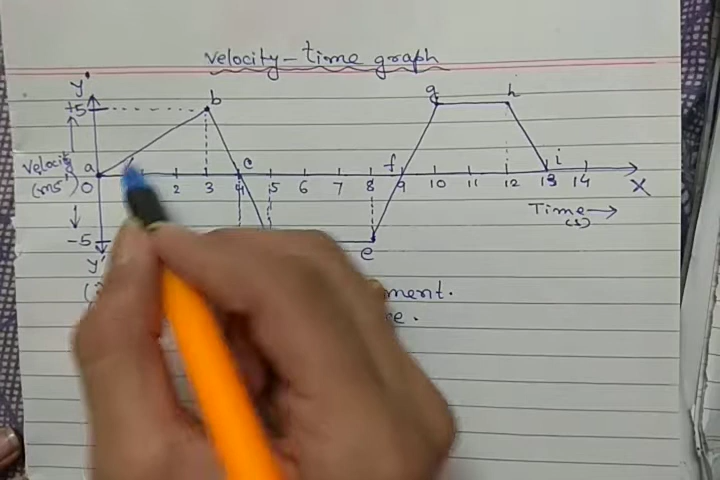 Velocity-time graph
y
+5
b
g
h
Velocity
a
c
f
i
(ms⁻¹)
0
2
3
4
5
6
7
8
9
10
11
12
13
14
X
Time→
(s)
-5
e
y'
ment.
ce.